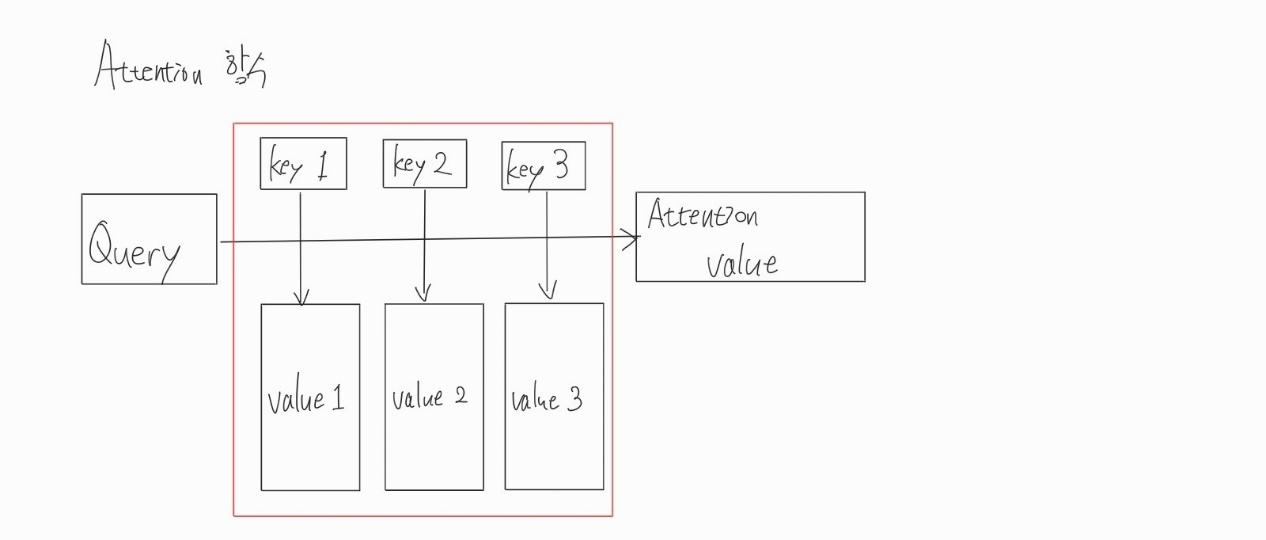 Attention 함수
key 1
key 2
key 3
Query
Attention
value
value 1
value 2
value 3